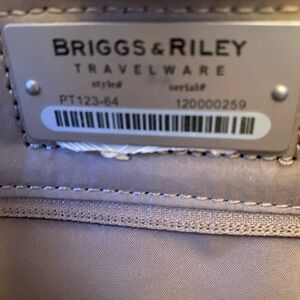 BRIGGS & RILEY
TRAVELWARE
style# serial#
PT123-64 120000259